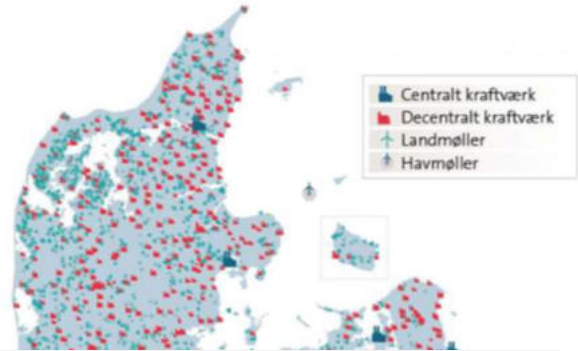 Centralt kraftværk
Decentralt kraftværk
Landmøller
Havmøller